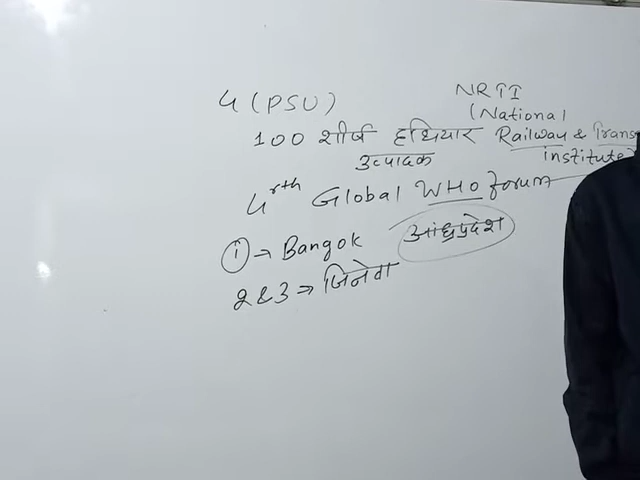 4 (PSU)
NRTI
(National
Railway & Trans
institute)
100 शीर्ष हथियार
उत्पादक
4rth Global WHO forum
① → Bangok
आंध्रप्रदेश
2 & 3 → जिनेवा